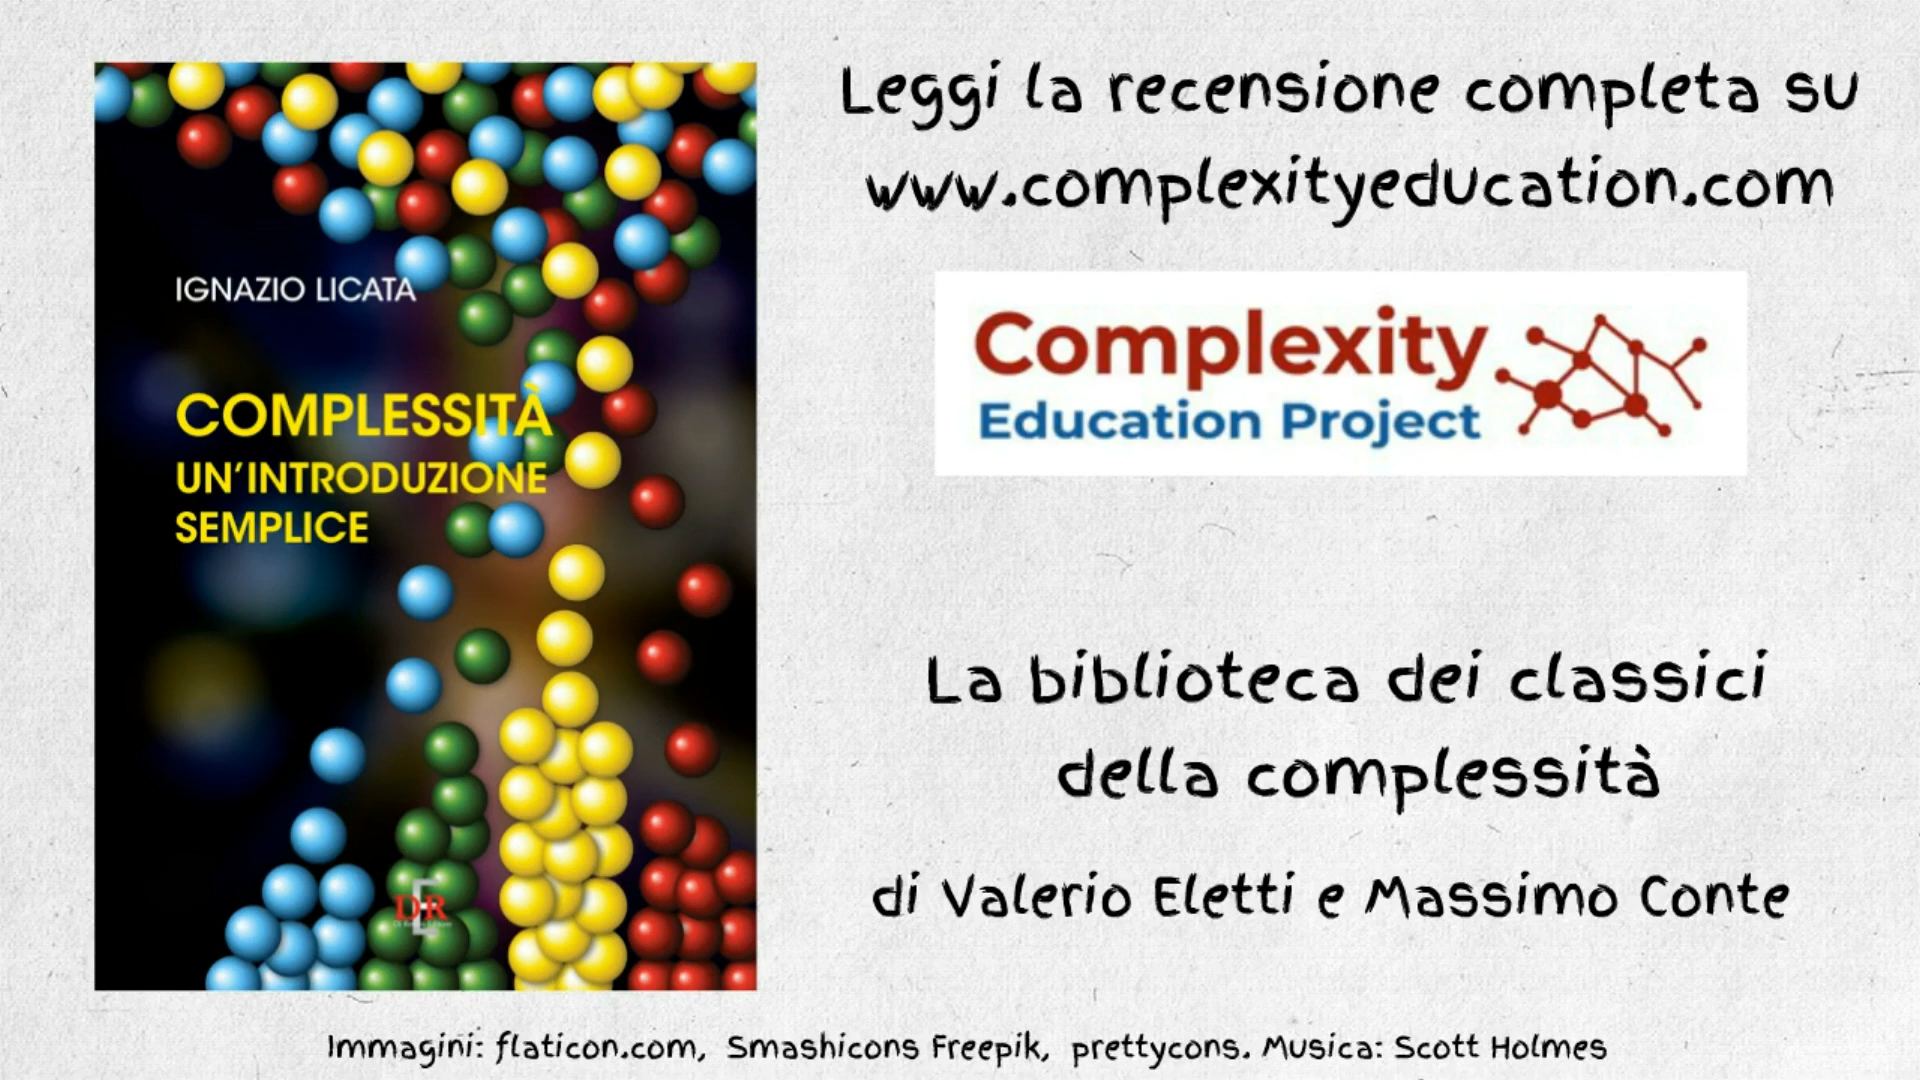 IGNAZIO LICATA
COMPLESSITÀ
UN'INTRODUZIONE
SEMPLICE
DR
Leggi la recensione completa su
www.complexityeducation.com
Complexity
Education Project
La biblioteca dei classici
della complessità
di Valerio Eletti e Massimo Conte
Immagini: flaticon.com, Smashicons Freepik, prettycons. Musica: Scott Holmes